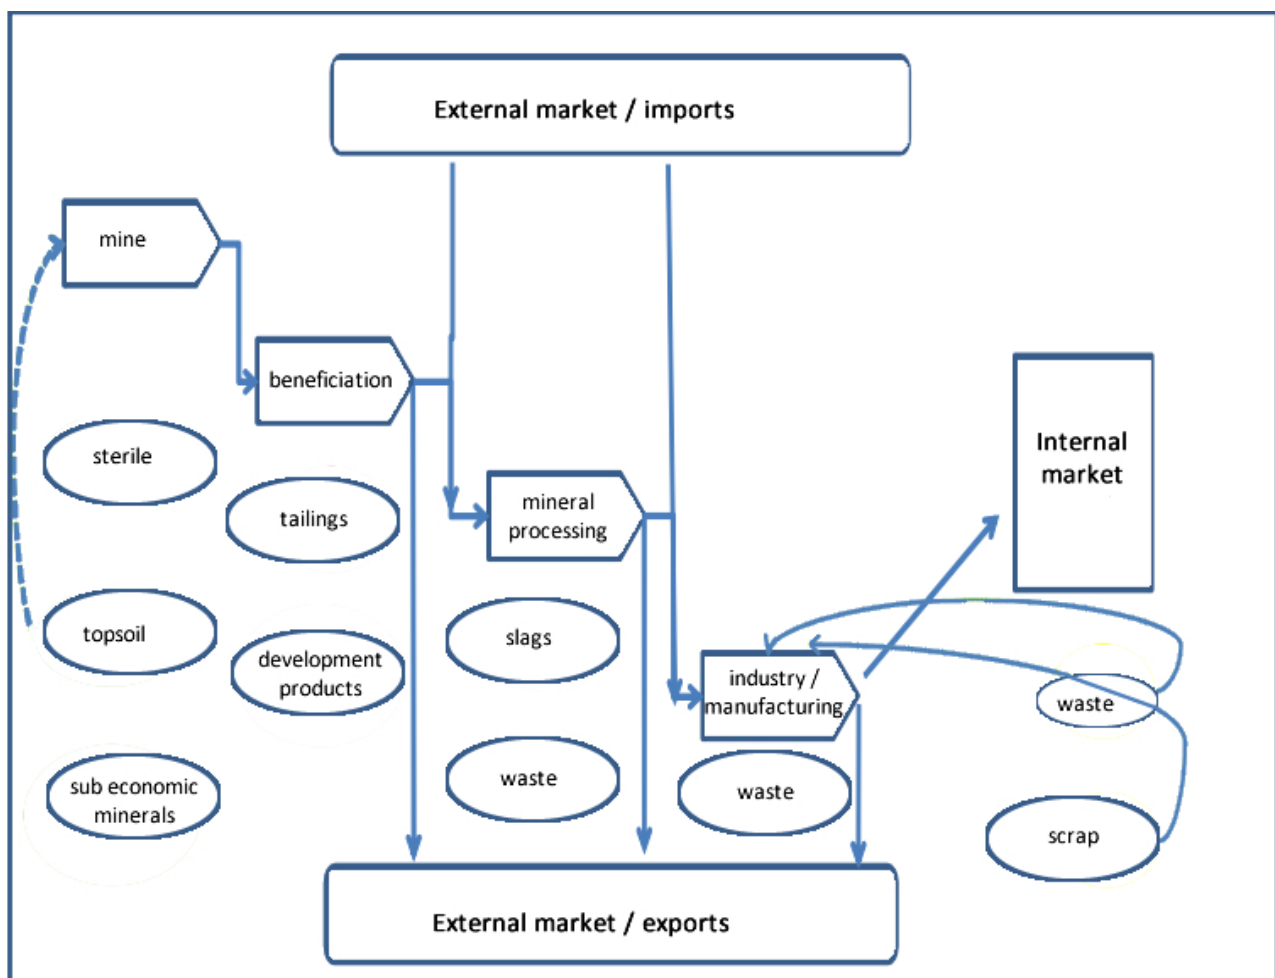 External market / imports
mine
beneficiation
Internal
market
sterile
tailings
mineral
processing
topsoil
development
products
slags
industry /
manufacturing
waste
sub economic
minerals
waste
waste
scrap
External market / exports